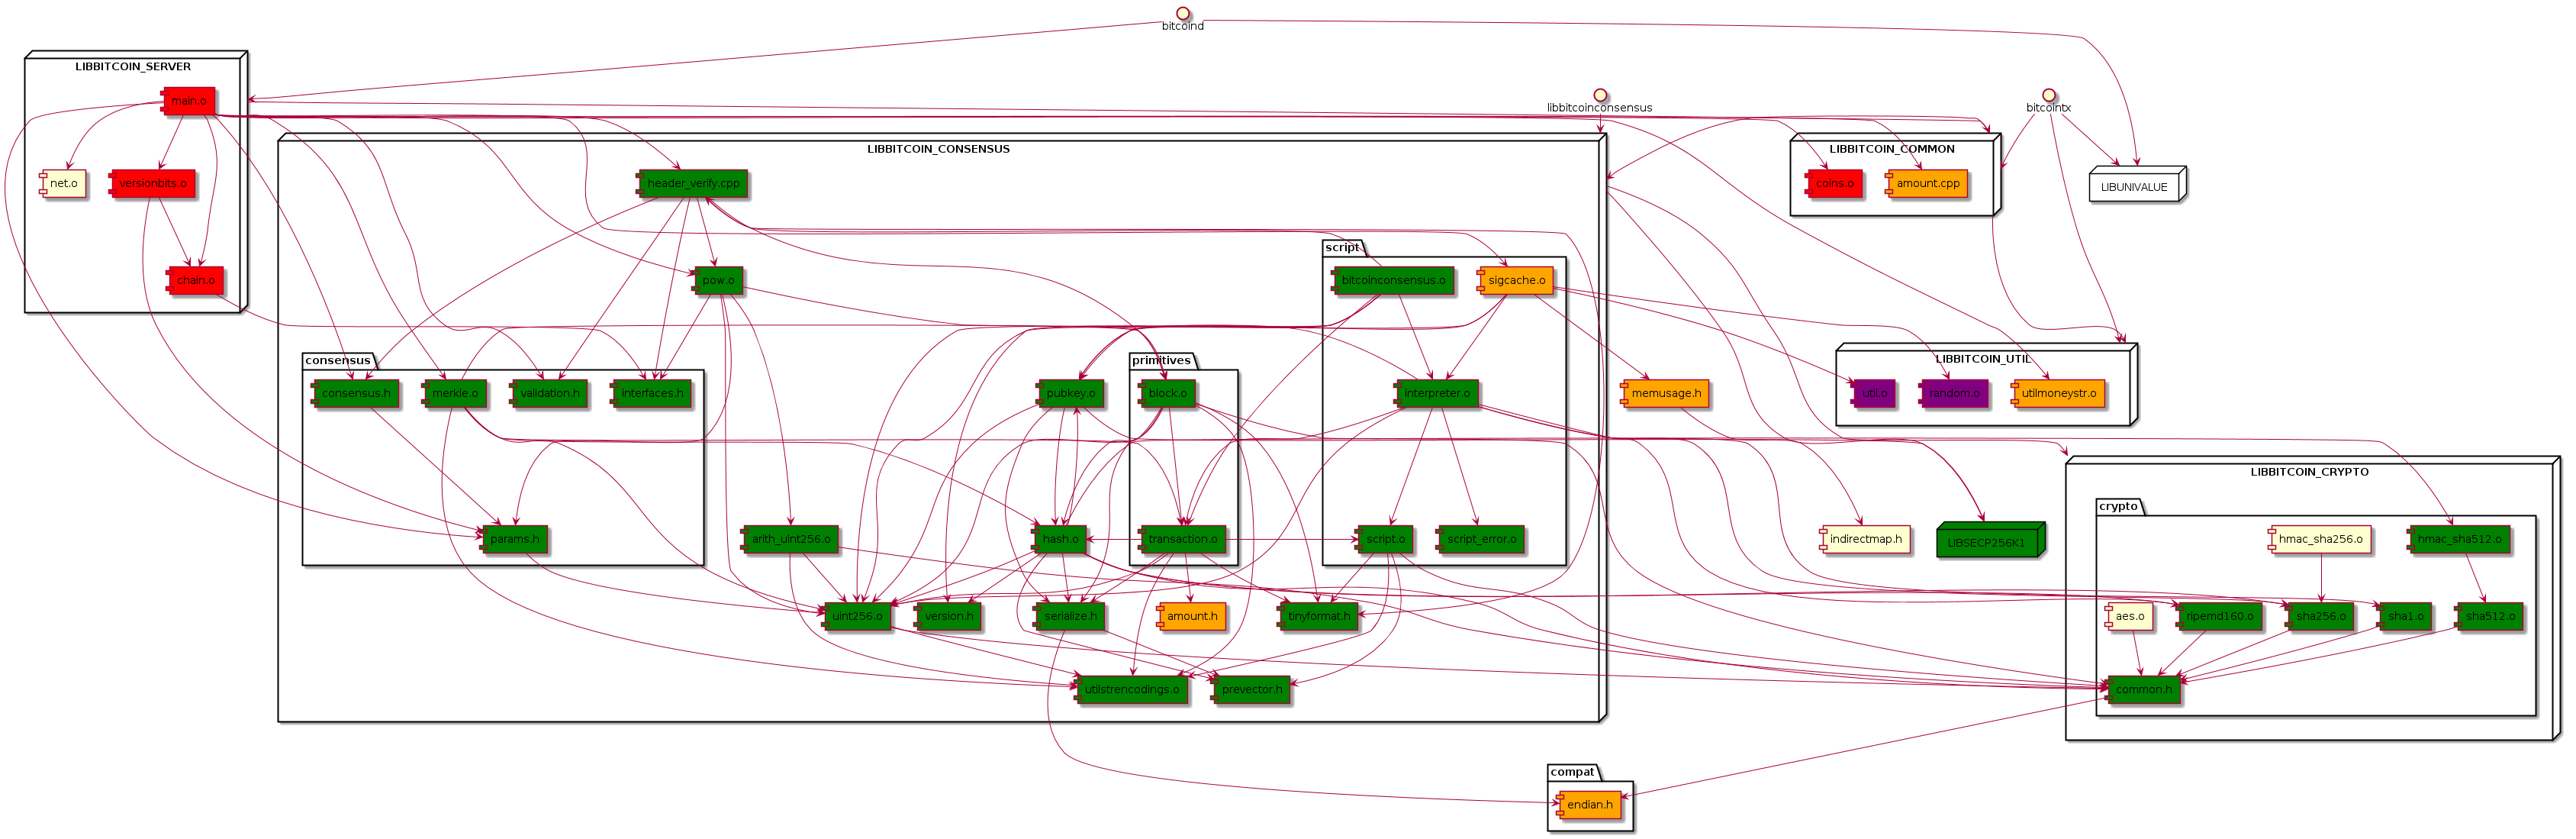 bitcoind
LIBBITCOIN_SERVER
main.o
libbitcoinconsensus
bitcointx
LIBBITCOIN_CONSENSUS
LIBBITCOIN_COMMON
net.o
versionbits.o
header_verify.cpp
coins.o
amount.cpp
LIBUNIVALUE
script
chain.o
pow.o
bitcoinconsensus.o
sigcache.o
consensus
primitives
LIBBITCOIN_UTIL
consensus.h
merkle.o
validation.h
interfaces.h
pubkey.o
block.o
interpreter.o
memusage.h
util.o
random.o
utilmoneystr.o
LIBBITCOIN_CRYPTO
crypto
params.h
arith_uint256.o
hash.o
transaction.o
script.o
script_error.o
indirectmap.h
LIBSECP256K1
hmac_sha256.o
hmac_sha512.o
uint256.o
version.h
serialize.h
amount.h
tinyformat.h
aes.o
ripemd160.o
sha256.o
sha1.o
sha512.o
utilstrencodings.o
prevector.h
common.h
compat
endian.h